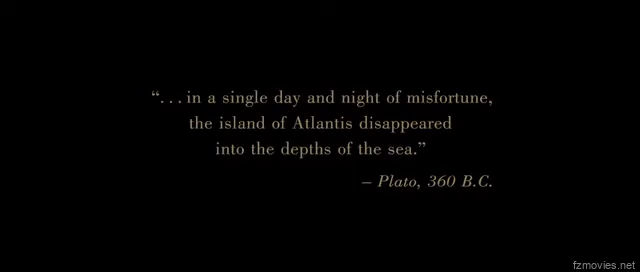 “. . . in a single day and night of misfortune,
the island of Atlantis disappeared
into the depths of the sea.”
– Plato, 360 B.C.
fzmovies.net